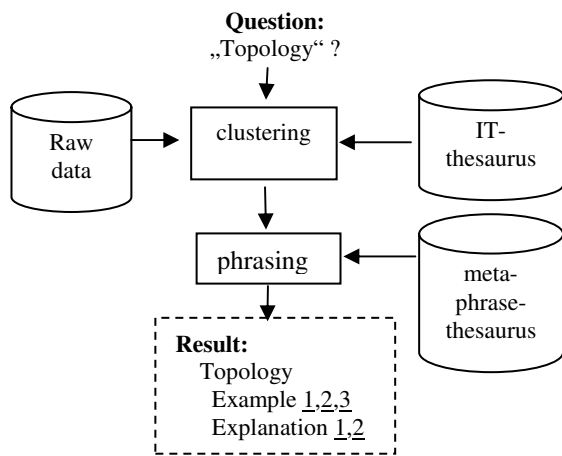 Question:
„Topology“ ?
Raw
data
clustering
IT-
thesaurus
phrasing
meta-
phrase-
thesaurus
Result:
Topology
Example 1,2,3
Explanation 1,2